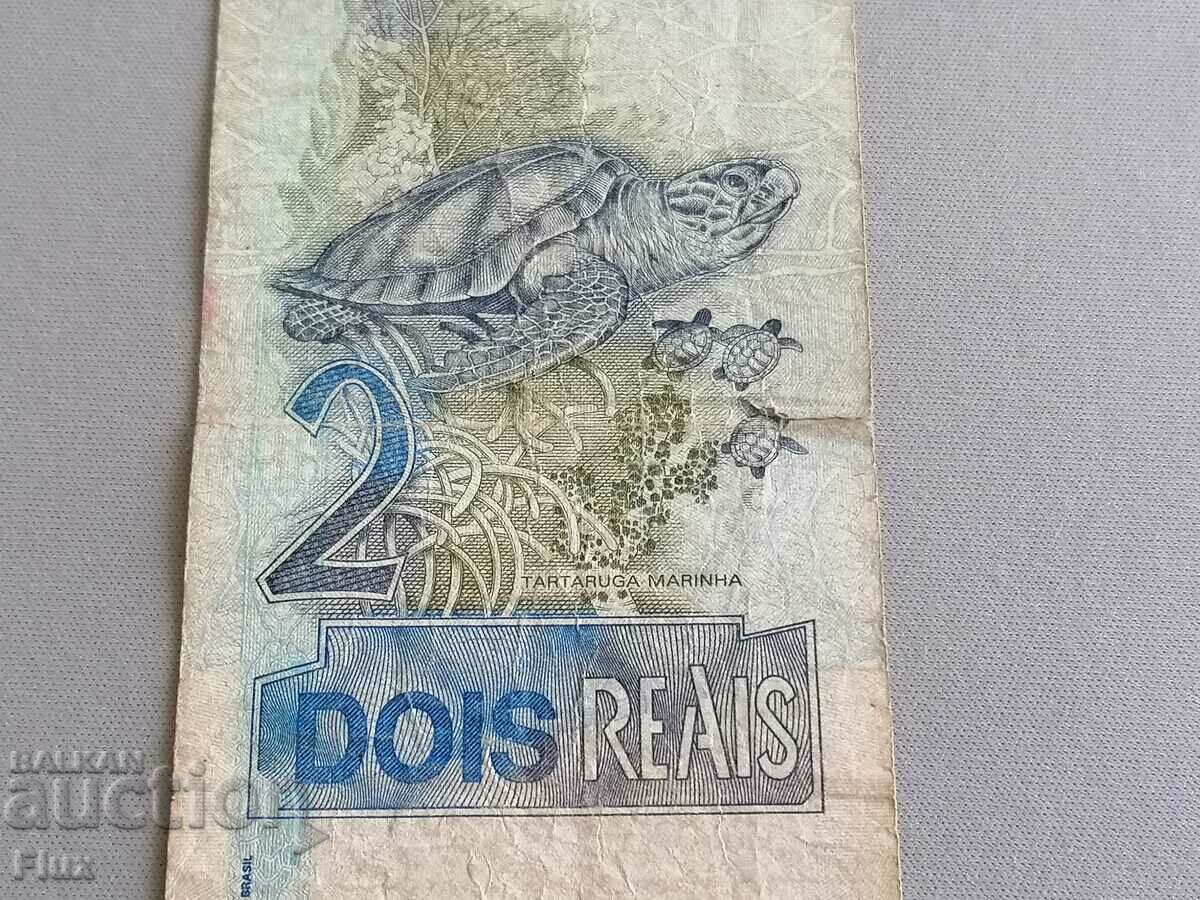 2
TARTARUGA MARINHA
DOIS REAIS
BRASIL
BALKAN
auction
Flux